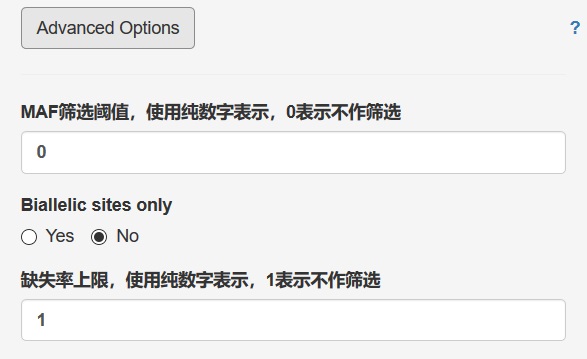 Advanced Options
?
MAF筛选阈值，使用纯数字表示，0表示不作筛选
0
Biallelic sites only
Yes No
缺失率上限，使用纯数字表示，1表示不作筛选
1